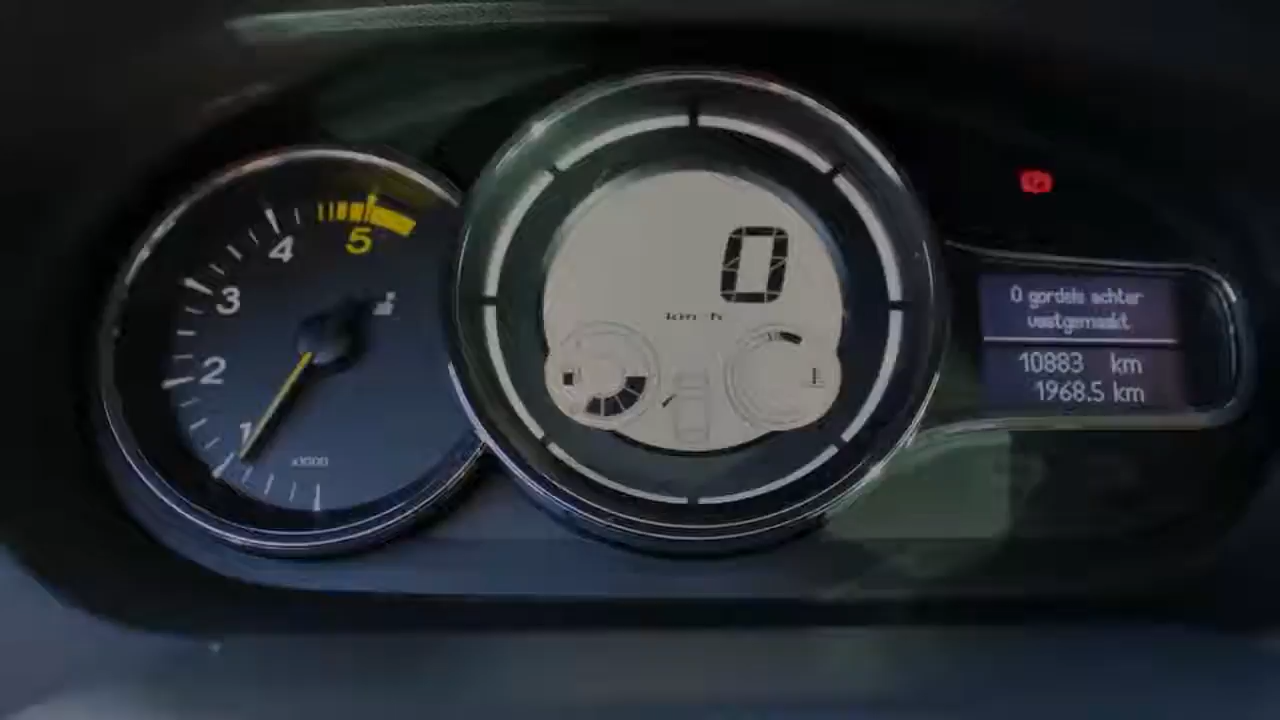 5
4
3
2
1
x1000
0
km/h
0 gordels achter
vastgemaakt
10883 km
1968.5 km